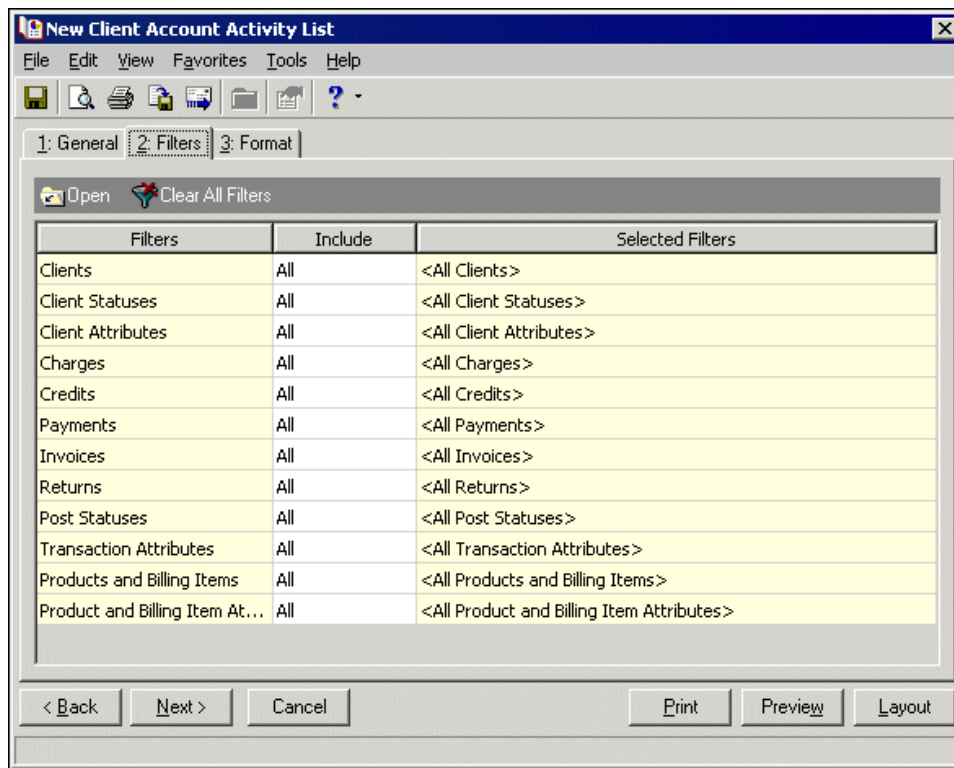 New Client Account Activity List
File Edit View Favorites Tools Help
?
1: General 2: Filters 3: Format
Open Clear All Filters
Filters Include Selected Filters
Clients All <All Clients>
Client Statuses All <All Client Statuses>
Client Attributes All <All Client Attributes>
Charges All <All Charges>
Credits All <All Credits>
Payments All <All Payments>
Invoices All <All Invoices>
Returns All <All Returns>
Post Statuses All <All Post Statuses>
Transaction Attributes All <All Transaction Attributes>
Products and Billing Items All <All Products and Billing Items>
Product and Billing Item At... All <All Product and Billing Item Attributes>
< Back Next > Cancel Print Preview Layout